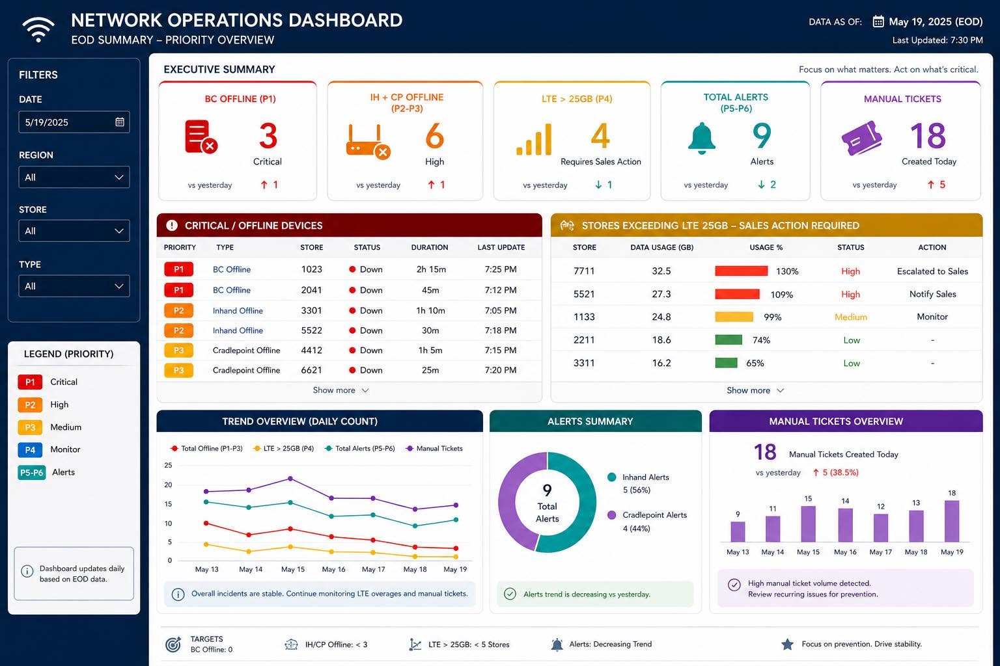 NETWORK OPERATIONS DASHBOARD
EOD SUMMARY – PRIORITY OVERVIEW
DATA AS OF: May 19, 2025 (EOD)
Last Updated: 7:30 PM
FILTERS
DATE
5/19/2025
REGION
All
STORE
All
TYPE
All
LEGEND (PRIORITY)
P1 Critical
P2 High
P3 Medium
P4 Monitor
P5-P6 Alerts
Dashboard updates daily
based on EOD data.
EXECUTIVE SUMMARY
Focus on what matters. Act on what's critical.
BC OFFLINE (P1)
3
Critical
vs yesterday ↑ 1
IH + CP OFFLINE
(P2-P3)
6
High
vs yesterday ↑ 1
LTE > 25GB (P4)
4
Requires Sales Action
vs yesterday ↓ 1
TOTAL ALERTS
(P5-P6)
9
Alerts
vs yesterday ↓ 2
MANUAL TICKETS
18
Created Today
vs yesterday ↑ 5
CRITICAL / OFFLINE DEVICES
PRIORITY TYPE STORE STATUS DURATION LAST UPDATE
P1 BC Offline 1023 Down 2h 15m 7:25 PM
P1 BC Offline 2041 Down 45m 7:12 PM
P2 Inhand Offline 3301 Down 1h 10m 7:05 PM
P2 Inhand Offline 5522 Down 30m 7:18 PM
P3 Cradlepoint Offline 4412 Down 1h 5m 7:15 PM
P3 Cradlepoint Offline 6621 Down 25m 7:20 PM
Show more
STORES EXCEEDING LTE 25GB – SALES ACTION REQUIRED
STORE DATA USAGE (GB) USAGE % STATUS ACTION
7711 32.5 130% High Escalated to Sales
5521 27.3 109% High Notify Sales
1133 24.8 99% Medium Monitor
2211 18.6 74% Low -
3311 16.2 65% Low -
Show more
TREND OVERVIEW (DAILY COUNT)
Total Offline (P1-P3) LTE > 25GB (P4) Total Alerts (P5-P6) Manual Tickets
25
20
15
10
5
0
May 13 May 14 May 15 May 16 May 17 May 18 May 19
Overall incidents are stable. Continue monitoring LTE overages and manual tickets.
ALERTS SUMMARY
9
Total
Alerts
Inhand Alerts
5 (56%)
Cradlepoint Alerts
4 (44%)
Alerts trend is decreasing vs yesterday.
MANUAL TICKETS OVERVIEW
18 Manual Tickets Created Today
vs yesterday ↑ 5 (38.5%)
9 11 15 14 12 13 18
May 13 May 14 May 15 May 16 May 17 May 18 May 19
High manual ticket volume detected.
Review recurring issues for prevention.
TARGETS
BC Offline: 0
IH/CP Offline: < 3
LTE > 25GB: < 5 Stores
Alerts: Decreasing Trend
Focus on prevention. Drive stability.